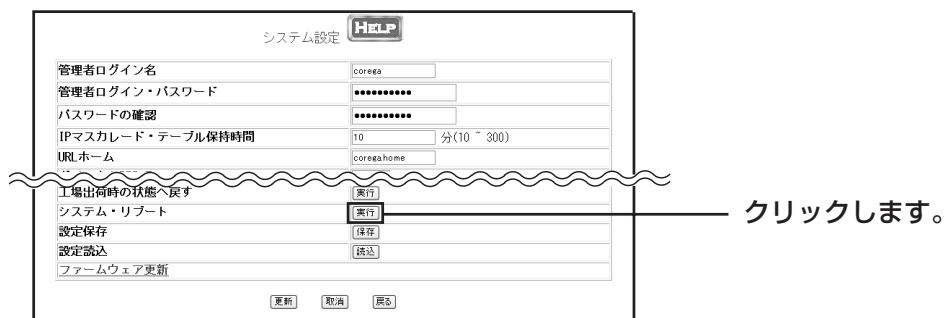 システム設定 HELP
管理者ログイン名 corega
管理者ログイン・パスワード ●●●●●●●●●●
パスワードの確認 ●●●●●●●●●●
IPマスカレード・テーブル保持時間 10 分(10 ~ 300)
URLホーム corega.home
工場出荷時の状態へ戻す 実行
システム・リブート 実行
クリックします。
設定保存 保存
設定読込 読込
ファームウェア更新
更新 取消 戻る